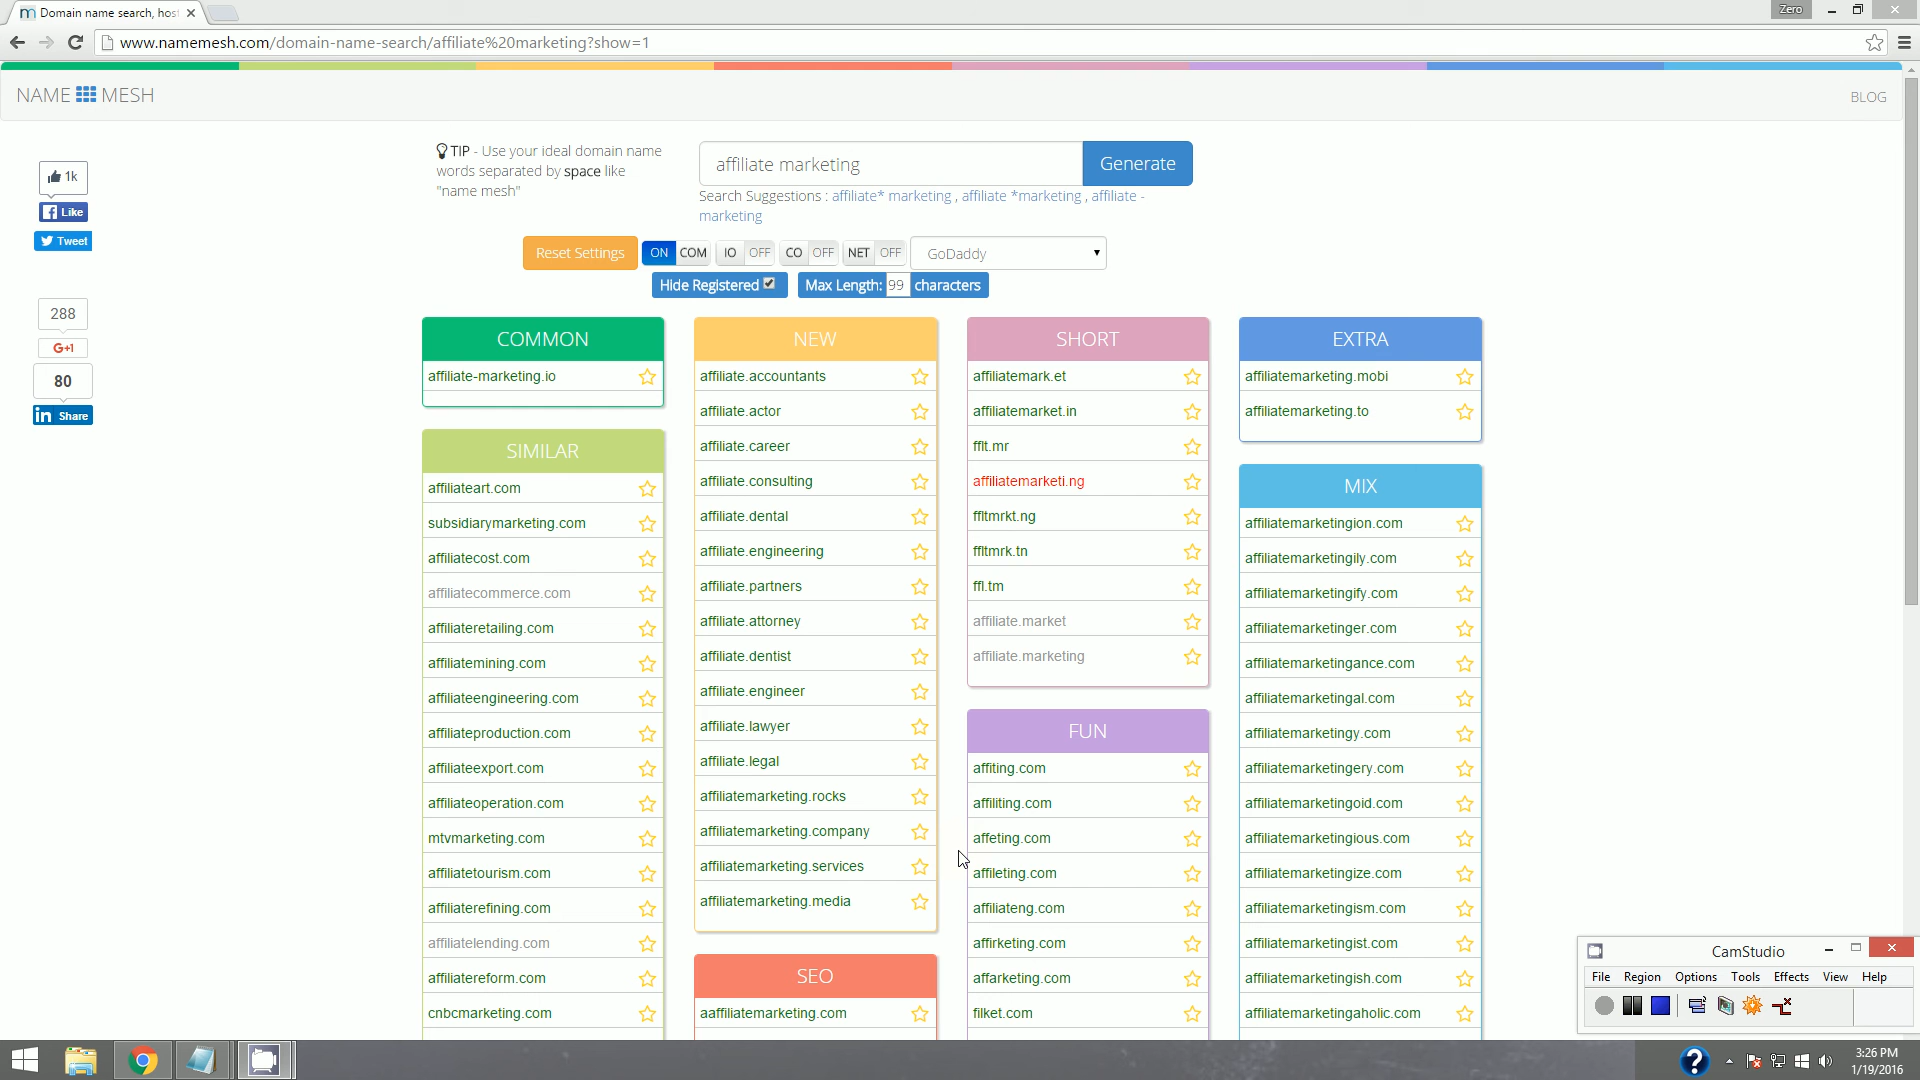 Domain name search, host
Zero
www.namemesh.com/domain-name-search/affiliate%20marketing?show=1
NAME MESH
BLOG
TIP - Use your ideal domain name
words separated by space like
"name mesh"
affiliate marketing
Generate
Search Suggestions : affiliate* marketing , affiliate *marketing , affiliate -
marketing
1k
Like
Tweet
288
G+1
80
in Share
Reset Settings
ON COM
IO OFF
CO OFF
NET OFF
GoDaddy
Hide Registered
Max Length: 99 characters
COMMON
affiliate-marketing.io
SIMILAR
affiliateart.com
subsidiarymarketing.com
affiliatecost.com
affiliatecommerce.com
affiliateretailing.com
affiliatemining.com
affiliateengineering.com
affiliateproduction.com
affiliateexport.com
affiliateoperation.com
mtvmarketing.com
affiliatetourism.com
affiliaterefining.com
affiliatelending.com
affiliatereform.com
cnbcmarketing.com
NEW
affiliate.accountants
affiliate.actor
affiliate.career
affiliate.consulting
affiliate.dental
affiliate.engineering
affiliate.partners
affiliate.attorney
affiliate.dentist
affiliate.engineer
affiliate.lawyer
affiliate.legal
affiliatemarketing.rocks
affiliatemarketing.company
affiliatemarketing.services
affiliatemarketing.media
SEO
aaffiliatemarketing.com
SHORT
affiliatemark.et
affiliatemarket.in
fflt.mr
affiliatemarketi.ng
ffltmrkt.ng
ffltmrk.tn
ffl.tm
affiliate.market
affiliate.marketing
FUN
affiting.com
affiliting.com
affeting.com
affileting.com
affiliateng.com
affirketing.com
affarketing.com
filket.com
EXTRA
affiliatemarketing.mobi
affiliatemarketing.to
MIX
affiliatemarketingion.com
affiliatemarketingily.com
affiliatemarketingify.com
affiliatemarketinger.com
affiliatemarketingance.com
affiliatemarketingal.com
affiliatemarketingy.com
affiliatemarketingery.com
affiliatemarketingoid.com
affiliatemarketingious.com
affiliatemarketingize.com
affiliatemarketingism.com
affiliatemarketingist.com
affiliatemarketingish.com
affiliatemarketingaholic.com
CamStudio
File Region Options Tools Effects View Help
3:26 PM
1/19/2016